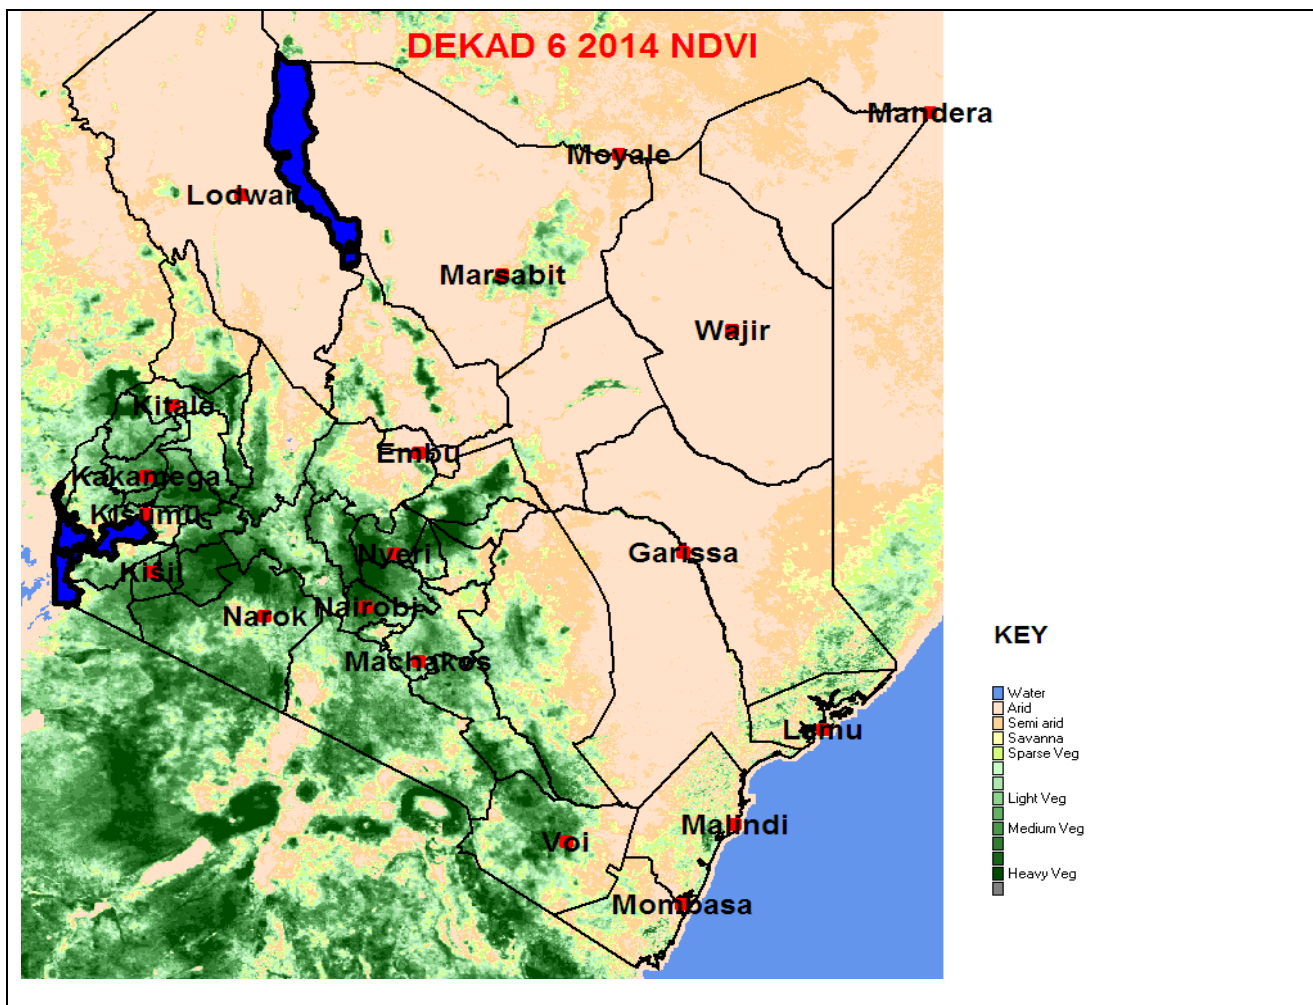 DEKAD 6 2014 NDVI
Mandera
Moyale
Lodwar
Marsabit
Wajir
Kitale
Embu
Kakamega
Kisumu
Nyeri
Garissa
Kisii
Narok
Nairobi
Machakos
Lamu
Voi
Malindi
Mombasa
KEY
Water
Arid
Semi arid
Savanna
Sparse Veg
Light Veg
Medium Veg
Heavy Veg